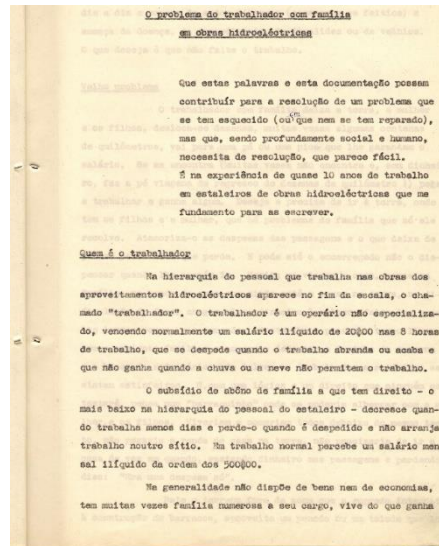 O problema do trabalhador com família
em obras hidroeléctricas
Que estas palavras e esta documentação possam
contribuír para a resolução de um problema que
se tem esquecido (ou em que nem se tem reparado),
mas que, sendo profundamente social e humano,
necessita de resolução, que parece fácil.
É na experiência de quase 10 anos de trabalho
em estaleiros de obras hidroeléctricas que me
fundamento para as escrever.
Quem é o trabalhador
Na hierarquia do pessoal que trabalha nas obras dos
aproveitamentos hidroeléctricos aparece no fim da escala, o cha-
mado "trabalhador". O trabalhador é um operário não especializa-
do, vencendo normalmente um salário ilíquido de 20$00 nas 8 horas
de trabalho, que se despede quando o trabalho abranda ou acaba e
que não ganha quando a chuva ou a neve não permitem o trabalho.
O subsídio de abôno de família a que tem direito - o
mais baixo na hierarquia do pessoal do estaleiro - decresce quan-
do trabalha menos dias e perde-o quando é despedido e não arranja
trabalho noutro sítio. Em trabalho normal percebe um salário men
sal ilíquido da ordem dos 500$00.
Na generalidade não dispõe de bens nem de economias,
tem muitas vezes família numerosa a seu cargo, vive do que ganha